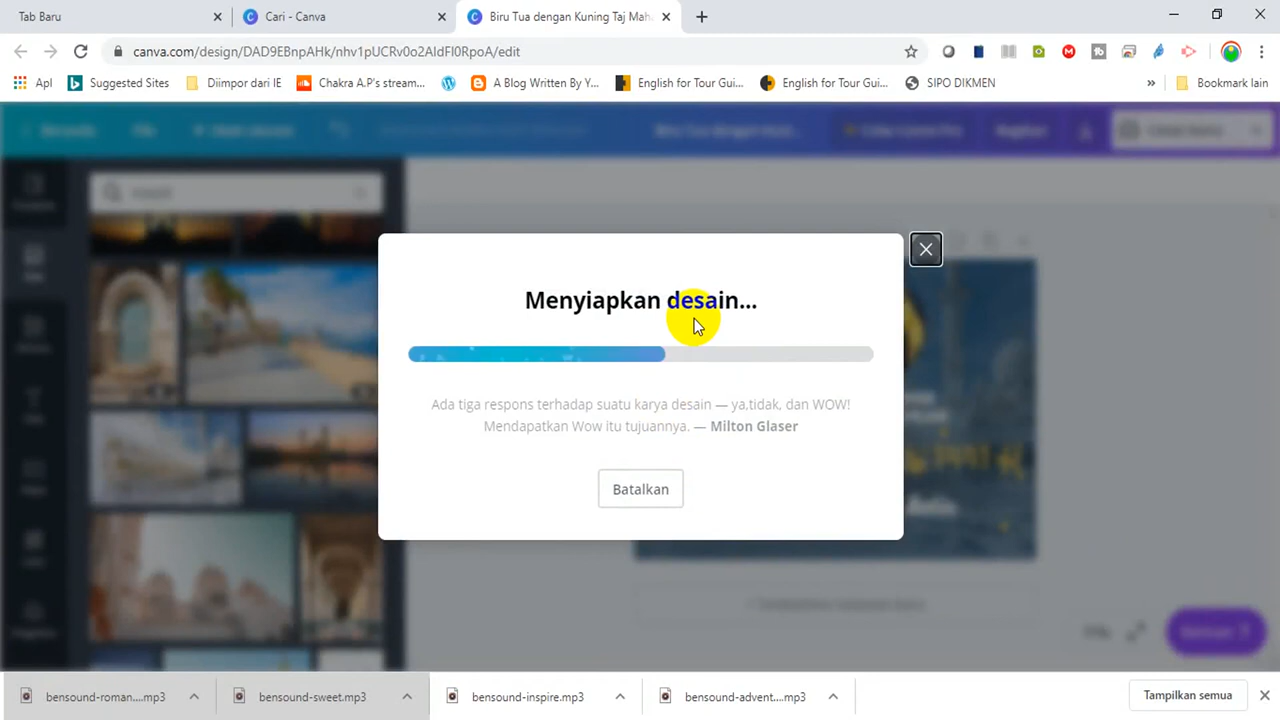 Tab Baru
Cari - Canva
Biru Tua dengan Kuning Taj Mah
canva.com/design/DAD9EBnpAHk/nhv1pUCRv0o2AIdFl0RpoA/edit
Apl
Suggested Sites
Diimpor dari IE
Chakra A.P's stream...
A Blog Written By Y...
English for Tour Gui...
English for Tour Gui...
SIPO DIKMEN
»
Bookmark lain
Menyiapkan desain...
Ada tiga respons terhadap suatu karya desain — ya,tidak, dan WOW!
Mendapatkan Wow itu tujuannya. — Milton Glaser
Batalkan
bensound-roman....mp3
bensound-sweet.mp3
bensound-inspire.mp3
bensound-advent....mp3
Tampilkan semua